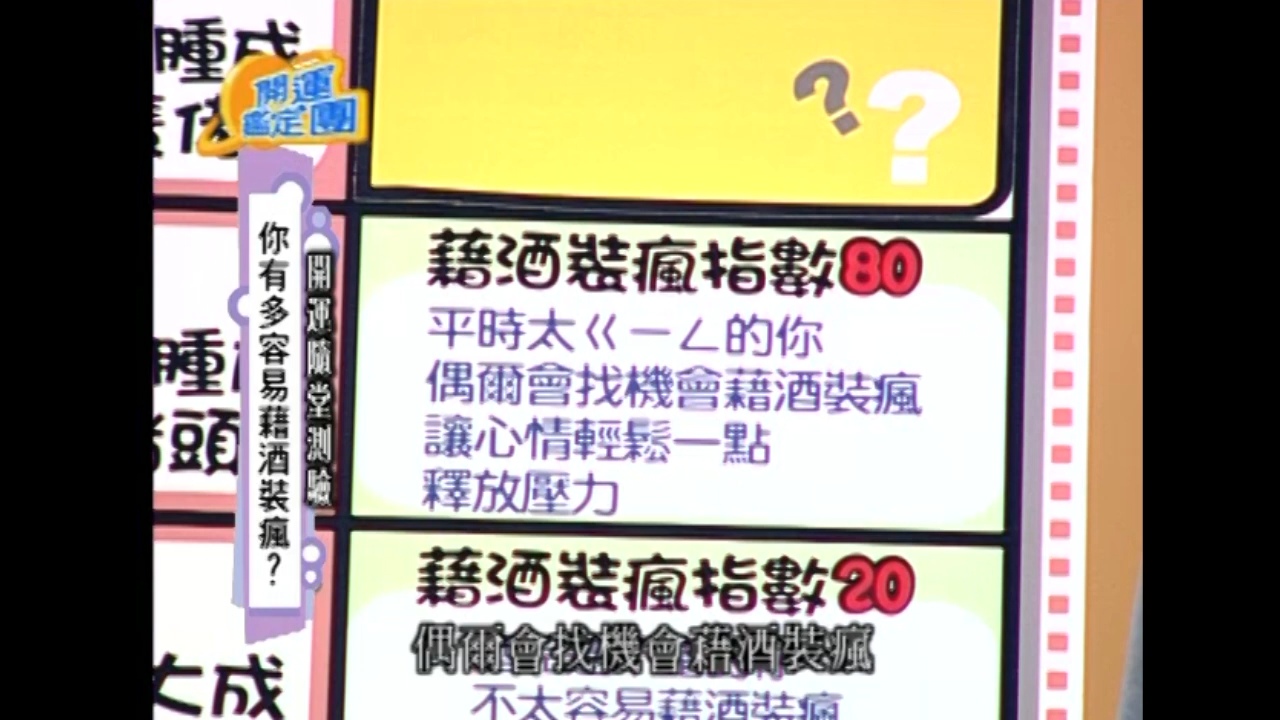 腫成
開運
鑑定團
開運隨堂測驗
你有多容易藉酒裝瘋？
??
藉酒裝瘋指數80
平時太ㄍㄧㄥ的你
偶爾會找機會藉酒裝瘋
讓心情輕鬆一點
釋放壓力
腫
頭
藉酒裝瘋指數20
不太容易藉酒裝瘋
大成
偶爾會找機會藉酒裝瘋